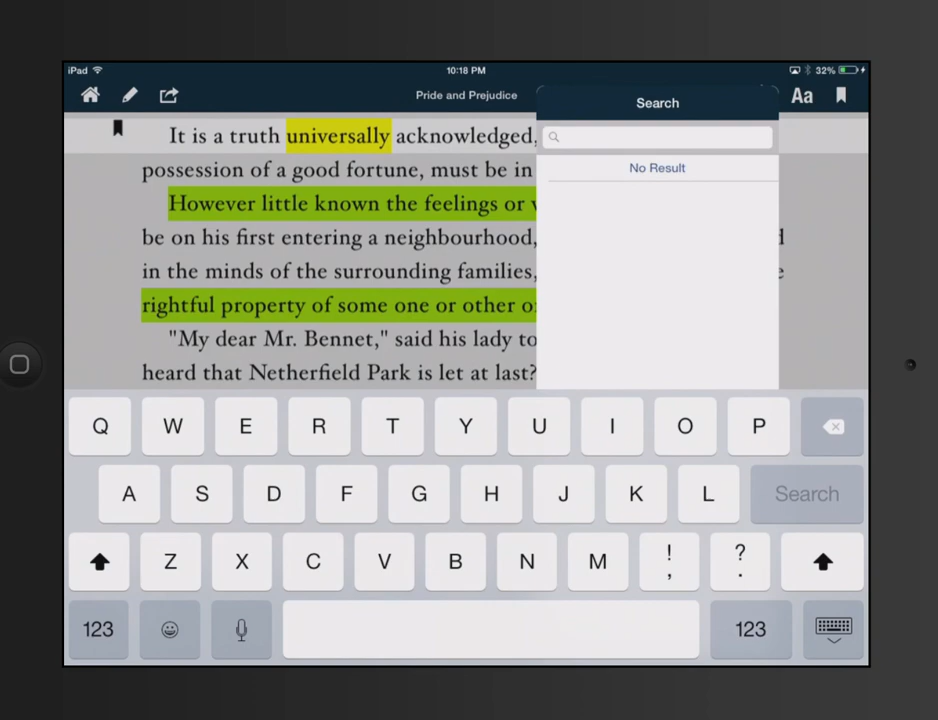 iPad
10:18 PM
32%
Pride and Prejudice
Aa
Search
No Result
It is a truth universally acknowledged,
possession of a good fortune, must be in
However little known the feelings or
be on his first entering a neighbourhood,
in the minds of the surrounding families,
rightful property of some one or other
"My dear Mr. Bennet," said his lady to
heard that Netherfield Park is let at last?
Q W E R T Y U I O P
A S D F G H J K L Search
Z X C V B N M ! , ? .
123 123